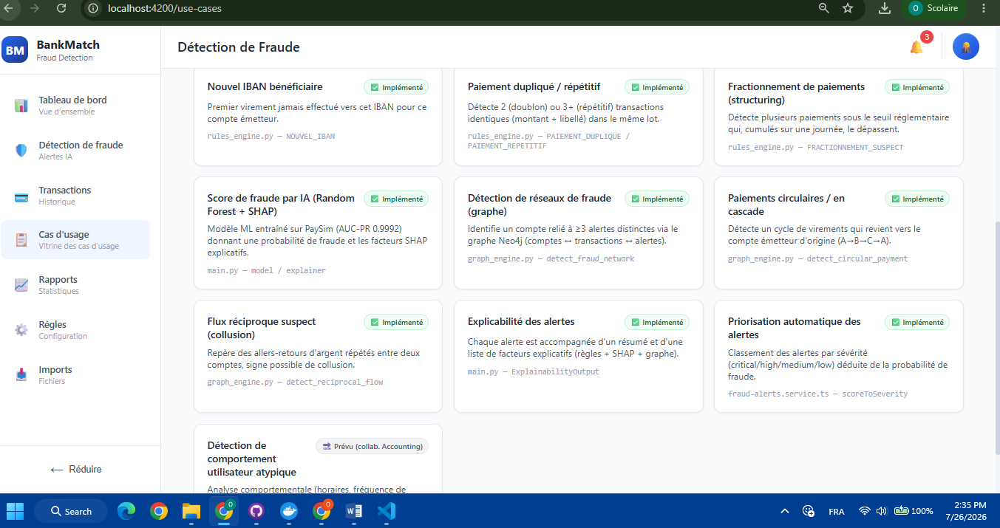 localhost:4200/use-cases
Scolaire
BM
BankMatch
Fraud Detection
Détection de Fraude
3
Tableau de bord
Vue d'ensemble
Détection de fraude
Alertes IA
Transactions
Historique
Cas d'usage
Vitrine des cas d'usage
Rapports
Statistiques
Règles
Configuration
Imports
Fichiers
← Réduire
Nouvel IBAN bénéficiaire
Implémenté
Premier virement jamais effectué vers cet IBAN pour ce
compte émetteur.
rules_engine.py — NOUVEL_IBAN
Paiement dupliqué / répétitif
Implémenté
Détecte 2 (doublon) ou 3+ (répétitif) transactions
identiques (montant + libellé) dans le même lot.
rules_engine.py — PAIEMENT_DUPLIQUE /
PAIEMENT_REPETITIF
Fractionnement de paiements
(structuring)
Implémenté
Détecte plusieurs paiements sous le seuil réglementaire
qui, cumulés sur une journée, le dépassent.
rules_engine.py — FRACTIONNEMENT_SUSPECT
Score de fraude par IA (Random
Forest + SHAP)
Implémenté
Modèle ML entraîné sur PaySim (AUC-PR 0.9992)
donnant une probabilité de fraude et les facteurs SHAP
explicatifs.
main.py — model / explainer
Détection de réseaux de fraude
(graphe)
Implémenté
Identifie un compte relié à ≥3 alertes distinctes via le
graphe Neo4j (comptes ↔ transactions ↔ alertes).
graph_engine.py — detect_fraud_network
Paiements circulaires / en
cascade
Implémenté
Détecte un cycle de virements qui revient vers le
compte émetteur d'origine (A→B→C→A).
graph_engine.py — detect_circular_payment
Flux réciproque suspect
(collusion)
Implémenté
Repère des allers-retours d'argent répétés entre deux
comptes, signe possible de collusion.
graph_engine.py — detect_reciprocal_flow
Explicabilité des alertes
Implémenté
Chaque alerte est accompagnée d'un résumé et d'une
liste de facteurs explicatifs (règles + SHAP + graphe).
main.py — ExplainabilityOutput
Priorisation automatique des
alertes
Implémenté
Classement des alertes par sévérité
(critical/high/medium/low) déduite de la probabilité de
fraude.
fraud-alerts.service.ts — scoreToSeverity
Détection de
comportement
utilisateur atypique
Prévu (collab. Accounting)
Analyse comportementale (horaires, fréquence de
Search
FRA
100%
2:35 PM
7/26/2026